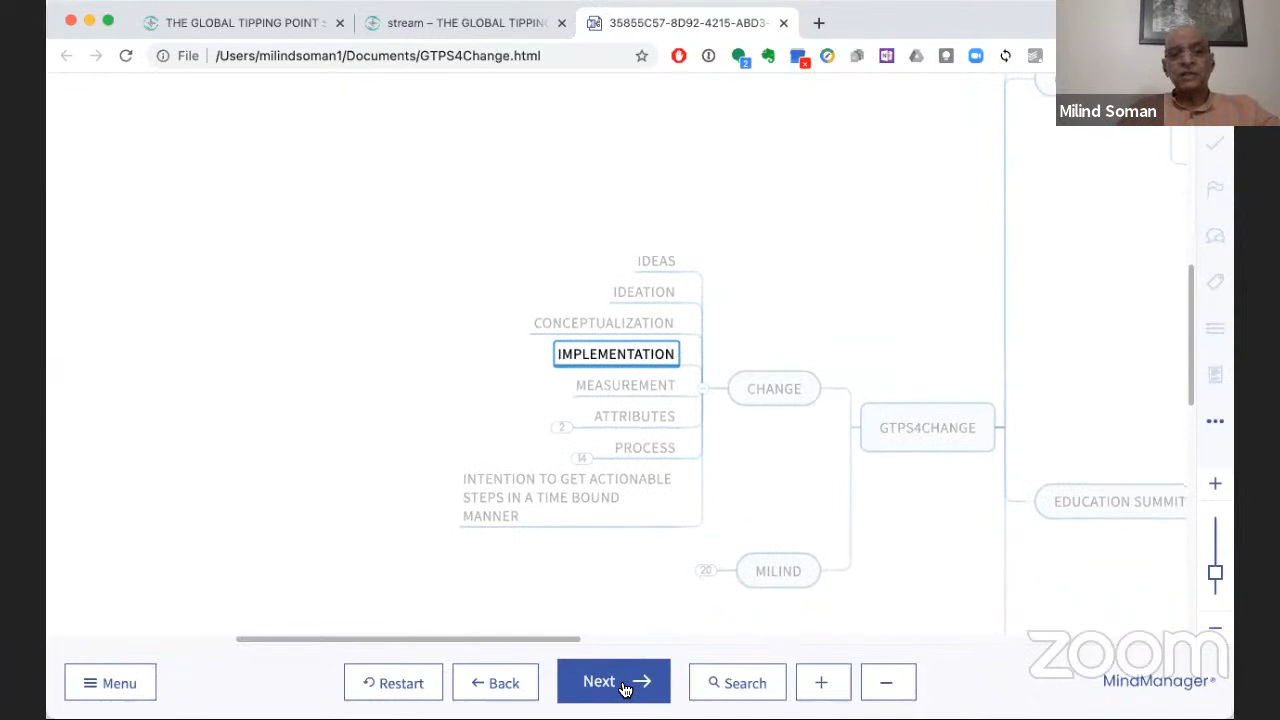 THE GLOBAL TIPPING POINT
stream – THE GLOBAL TIPPIN
35855C57-8D92-4215-ABD3-
File
/Users/milindsoman1/Documents/GTPS4Change.html
2
Milind Soman
IDEAS
IDEATION
CONCEPTUALIZATION
IMPLEMENTATION
MEASUREMENT
ATTRIBUTES
2
PROCESS
14
INTENTION TO GET ACTIONABLE
STEPS IN A TIME BOUND
MANNER
CHANGE
GTPS4CHANGE
EDUCATION SUMMIT
20
MILIND
zoom
MindManager
Menu
Restart
Back
Next
Search